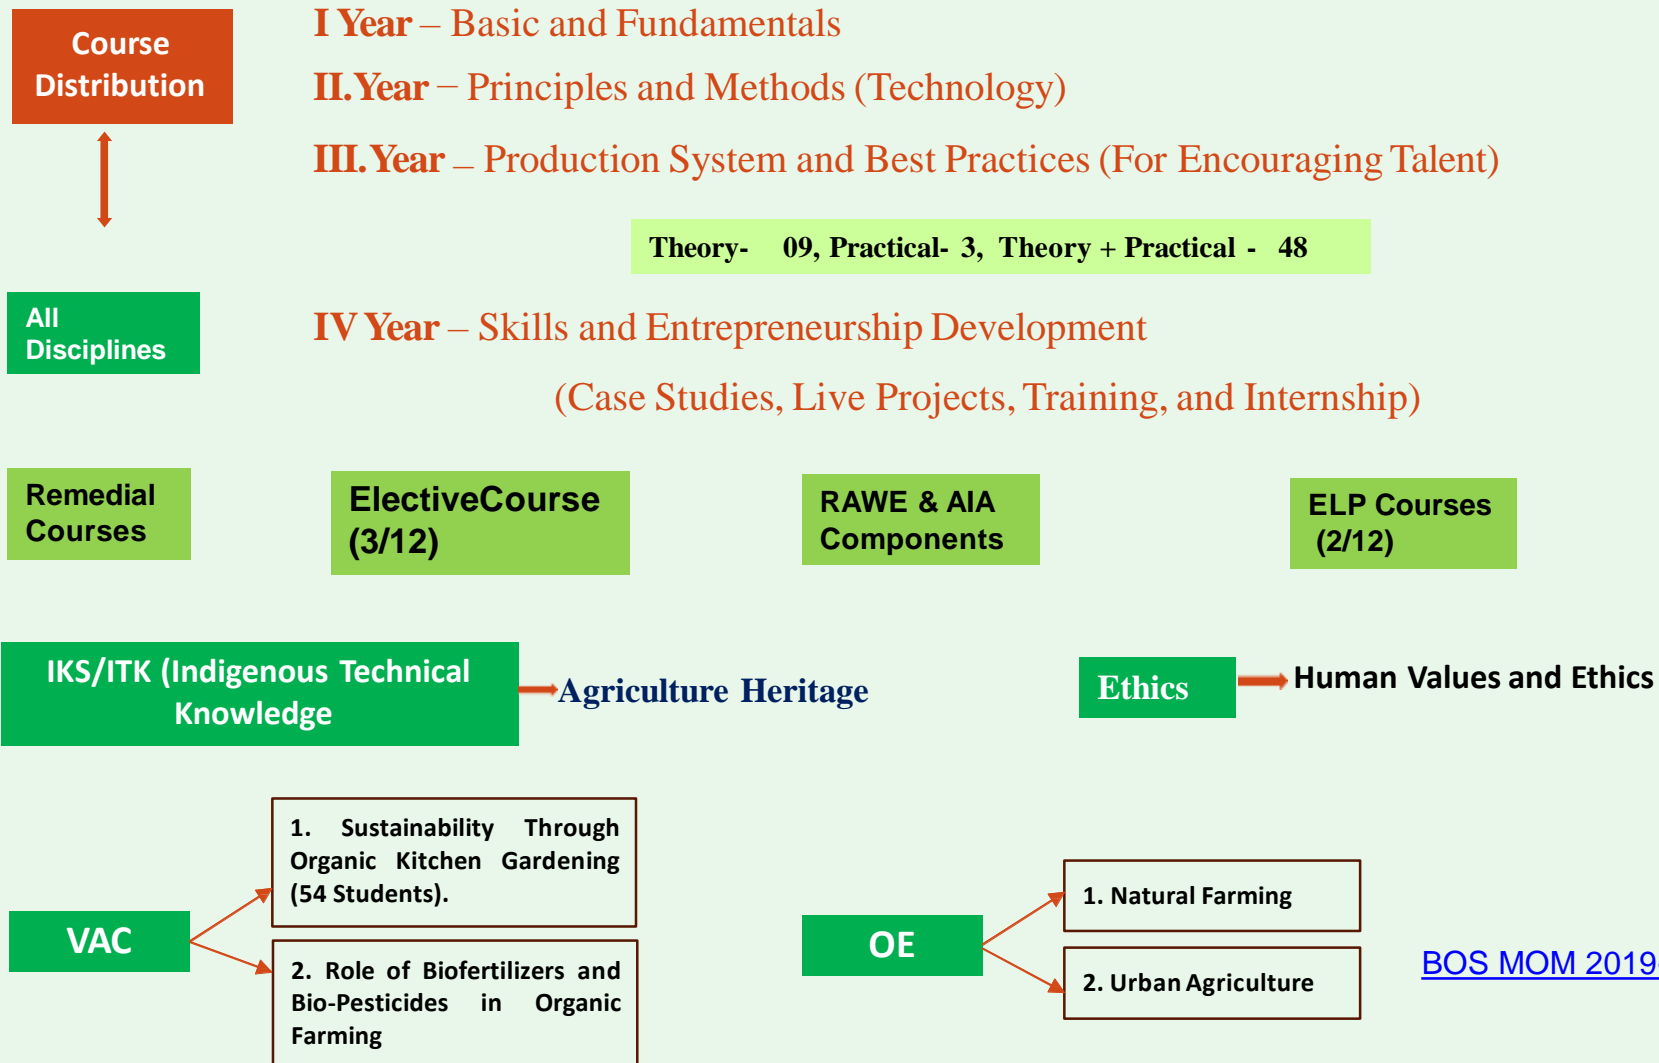 Course
Distribution
I Year – Basic and Fundamentals
II.Year – Principles and Methods (Technology)
III.Year – Production System and Best Practices (For Encouraging Talent)
Theory- 09, Practical- 3, Theory + Practical - 48
All
Disciplines
IV Year – Skills and Entrepreneurship Development
(Case Studies, Live Projects, Training, and Internship)
Remedial
Courses
ElectiveCourse
(3/12)
RAWE & AIA
Components
ELP Courses
(2/12)
IKS/ITK (Indigenous Technical
Knowledge
Agriculture Heritage
Ethics
Human Values and Ethics
VAC
1. Sustainability Through
Organic Kitchen Gardening
(54 Students).
2. Role of Biofertilizers and
Bio-Pesticides in Organic
Farming
OE
1. Natural Farming
2. Urban Agriculture
BOS MOM 2019-